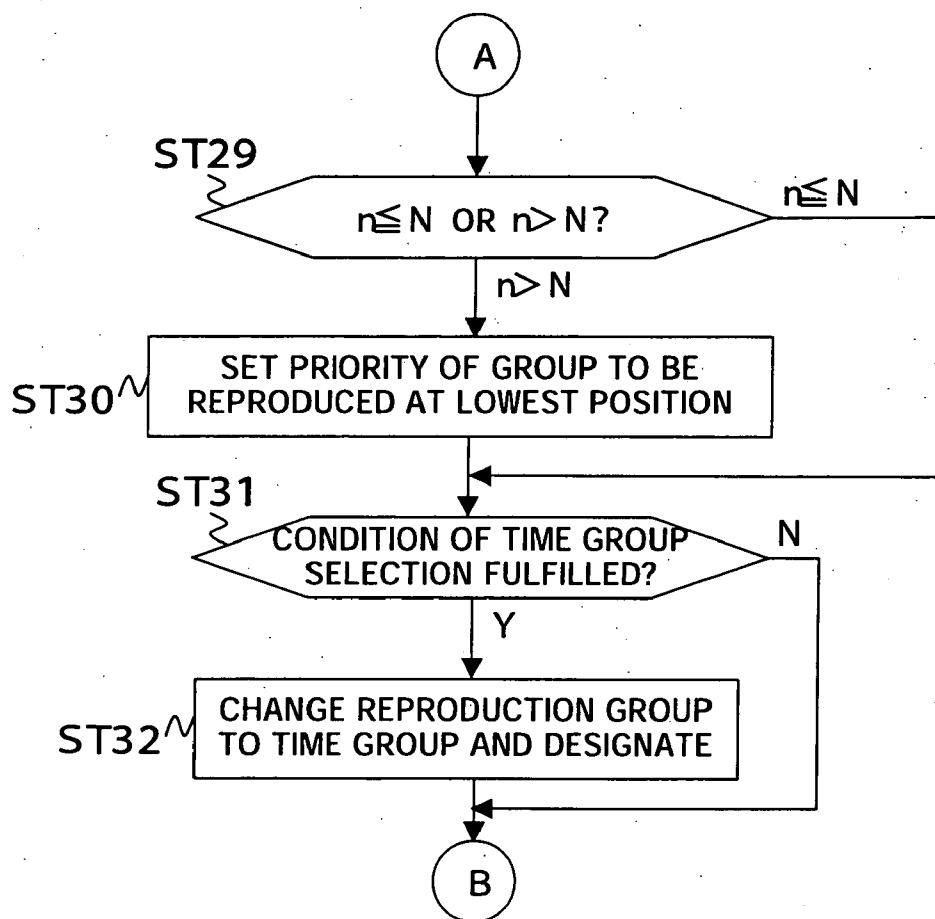 A
ST29
n≦N OR n>N?
n≦N
n>N
ST30
SET PRIORITY OF GROUP TO BE
REPRODUCED AT LOWEST POSITION
ST31
CONDITION OF TIME GROUP
SELECTION FULFILLED?
N
Y
ST32
CHANGE REPRODUCTION GROUP
TO TIME GROUP AND DESIGNATE
B